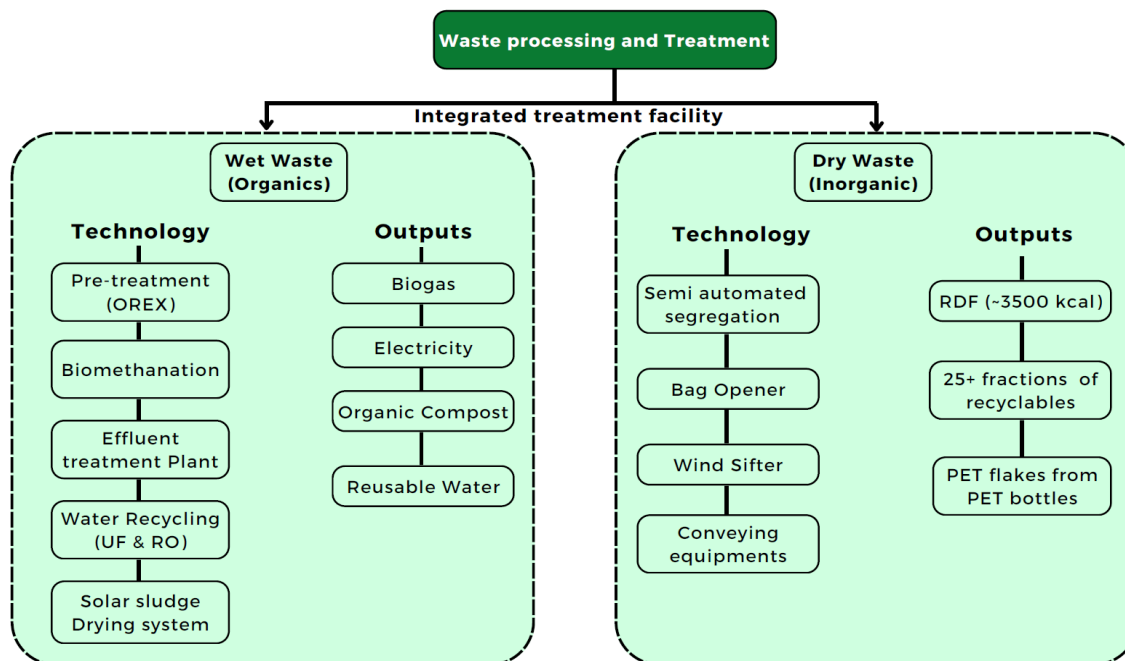 Waste processing and Treatment
Integrated treatment facility
Wet Waste
(Organics)
Technology
Pre-treatment
(OREX)
Biomethanation
Effluent
treatment Plant
Water Recycling
(UF & RO)
Solar sludge
Drying system
Outputs
Biogas
Electricity
Organic Compost
Reusable Water
Dry Waste
(Inorganic)
Technology
Semi automated
segregation
Bag Opener
Wind Sifter
Conveying
equipments
Outputs
RDF (~3500 kcal)
25+ fractions of
recyclables
PET flakes from
PET bottles